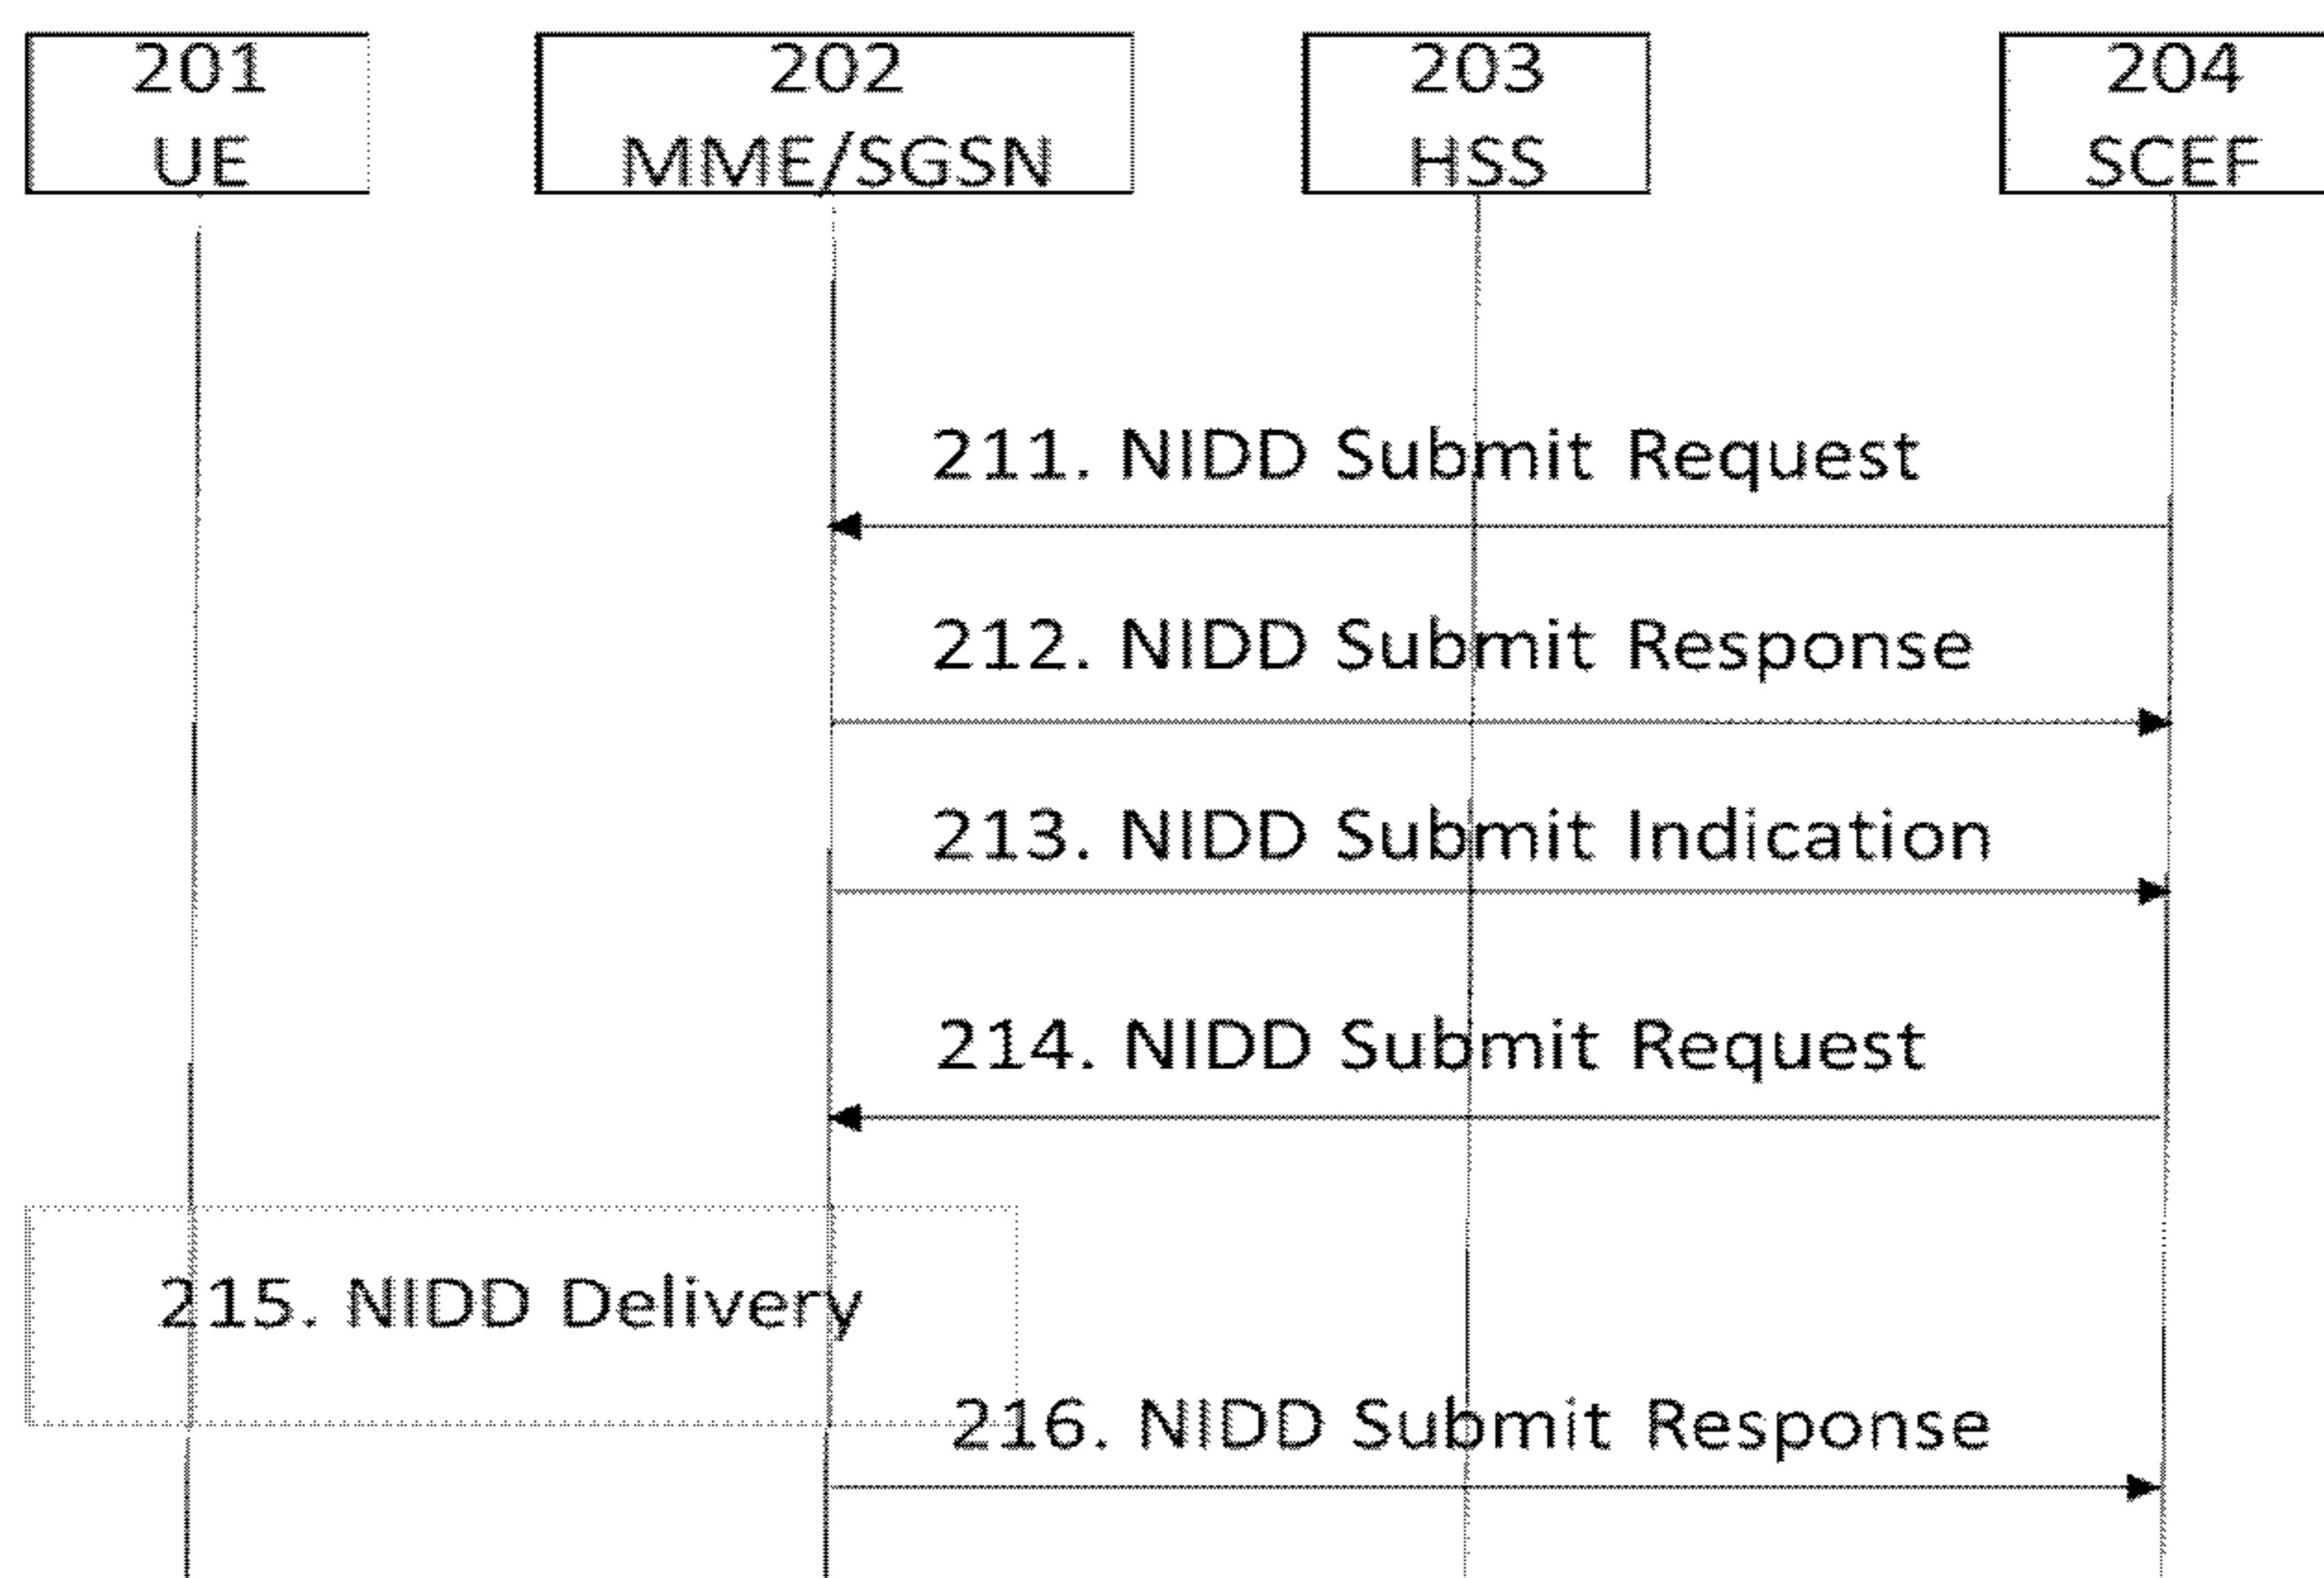 201
UE
202
MME/SGSN
203
HSS
204
SCEF
211. NIDD Submit Request
212. NIDD Submit Response
213. NIDD Submit Indication
214. NIDD Submit Request
215. NIDD Delivery
216. NIDD Submit Response